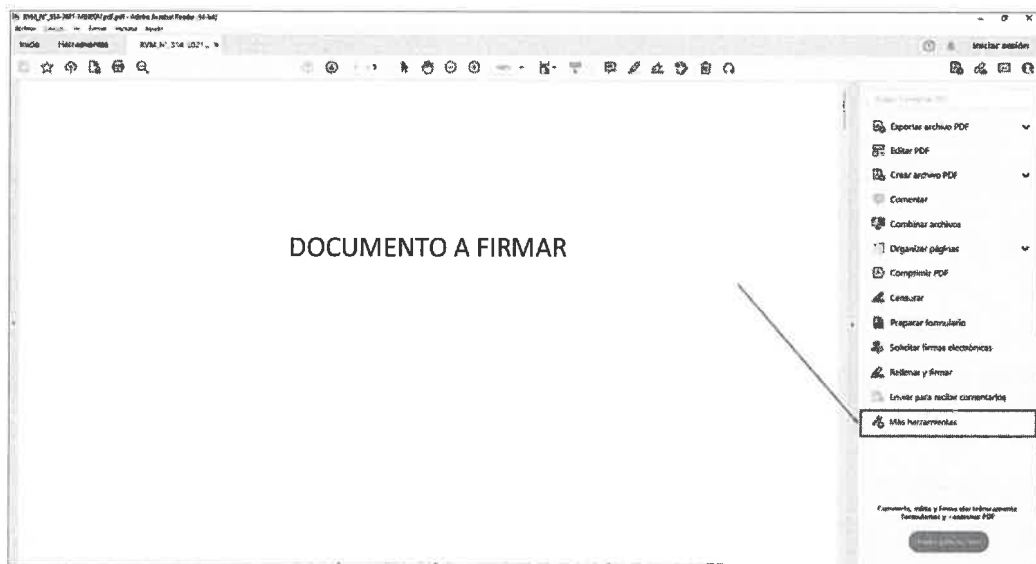 Inicio Herramientas
Iniciar sesión
Exportar archivo PDF
Editar PDF
Crear archivo PDF
Comentar
Combinar archivos
DOCUMENTO A FIRMAR
Organizar páginas
Comprimir PDF
Censurar
Preparar formulario
Solicitar firmas electrónicas
Rellenar y firmar
Enviar para recibir comentarios
Más herramientas